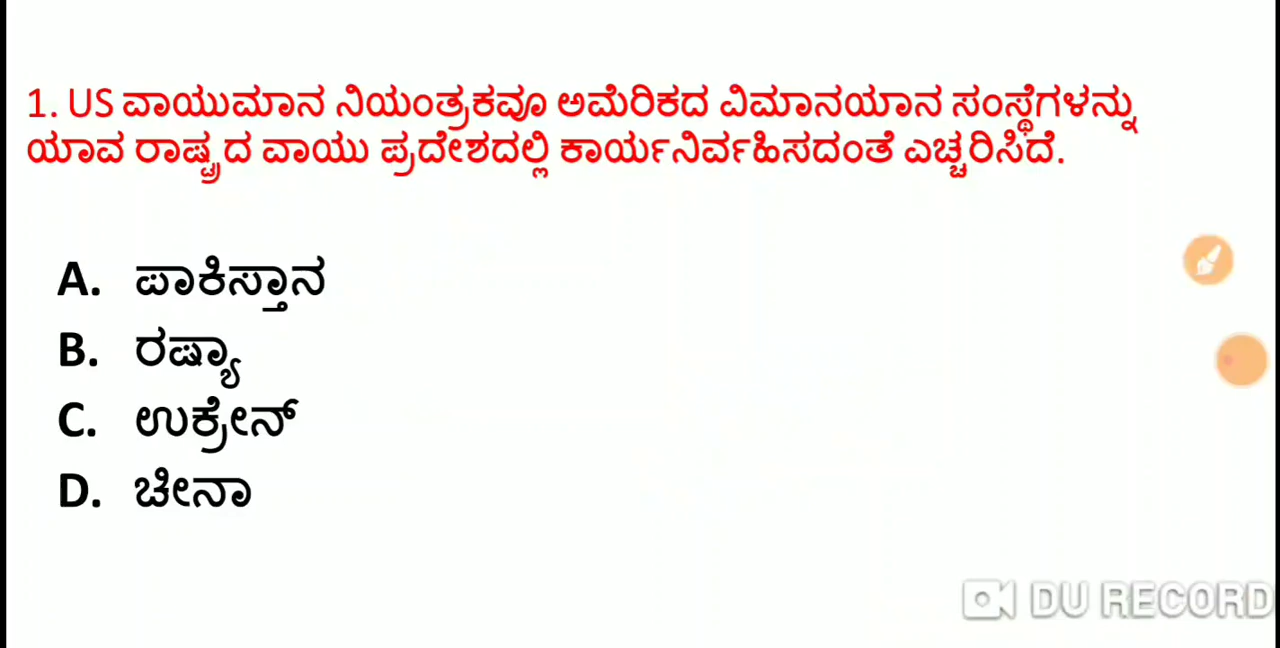 1. US ವಾಯುಮಾನ ನಿಯಂತ್ರಕವೂ ಅಮೆರಿಕದ ವಿಮಾನಯಾನ ಸಂಸ್ಥೆಗಳನ್ನು
ಯಾವ ರಾಷ್ಟ್ರದ ವಾಯು ಪ್ರದೇಶದಲ್ಲಿ ಕಾರ್ಯನಿರ್ವಹಿಸದಂತೆ ಎಚ್ಚರಿಸಿದೆ.
A. ಪಾಕಿಸ್ತಾನ
B. ರಷ್ಯಾ
C. ಉಕ್ರೇನ್
D. ಚೀನಾ
DU RECORD